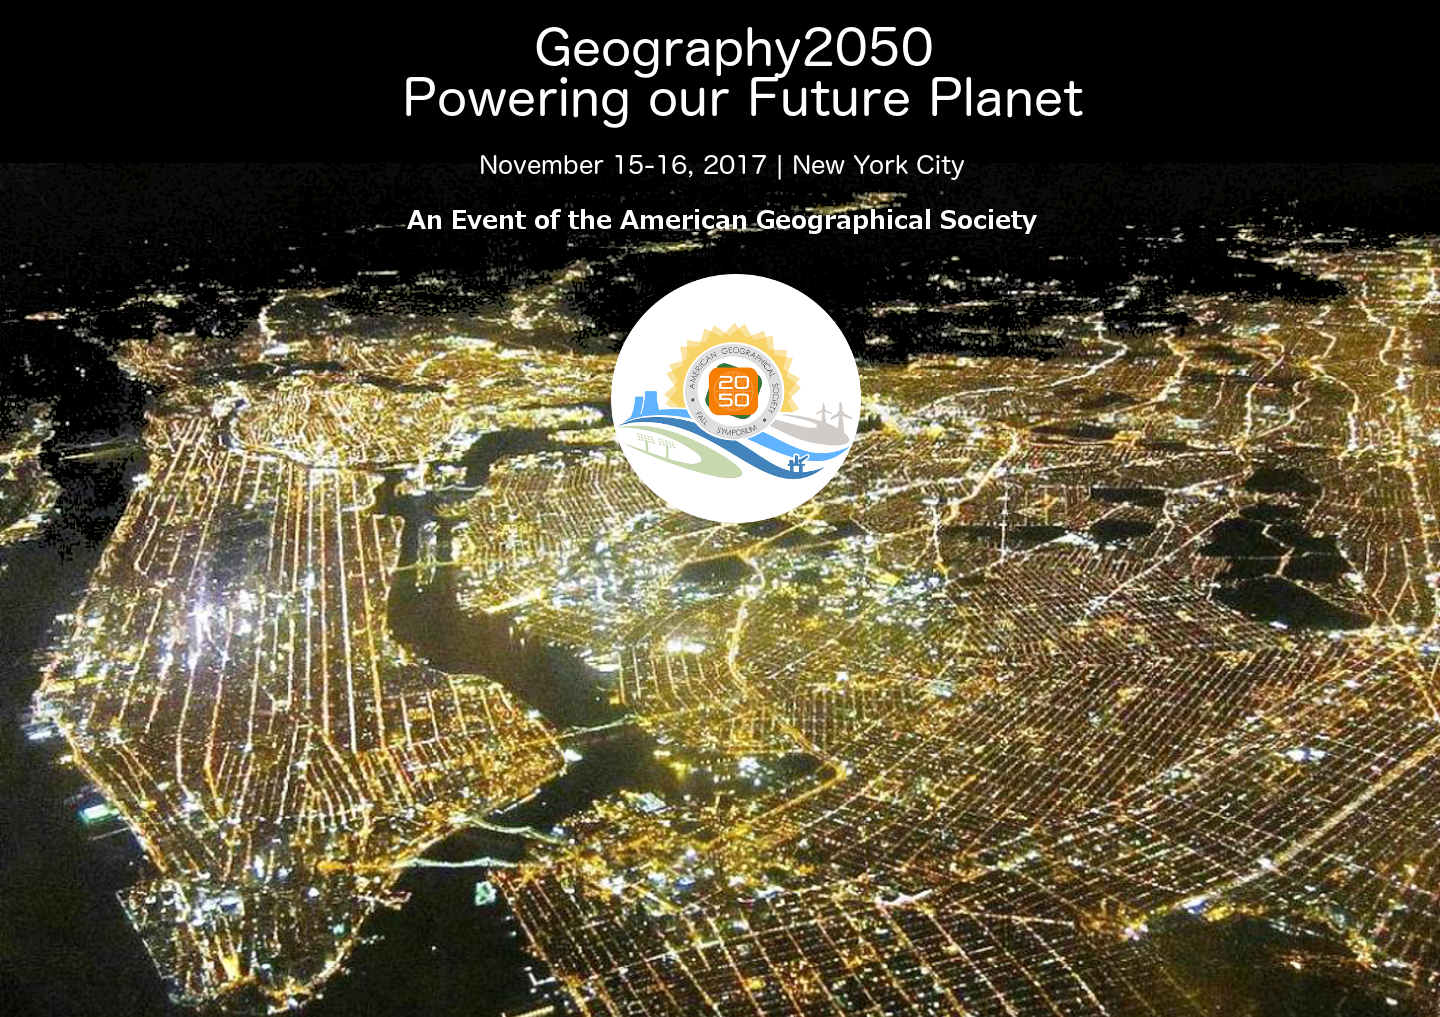 Geography2050
Powering our Future Planet
November 15-16, 2017 | New York City
An Event of the American Geographical Society
AMERICAN GEOGRAPHICAL SOCIETY
20
50
• FALL SYMPOSIUM •